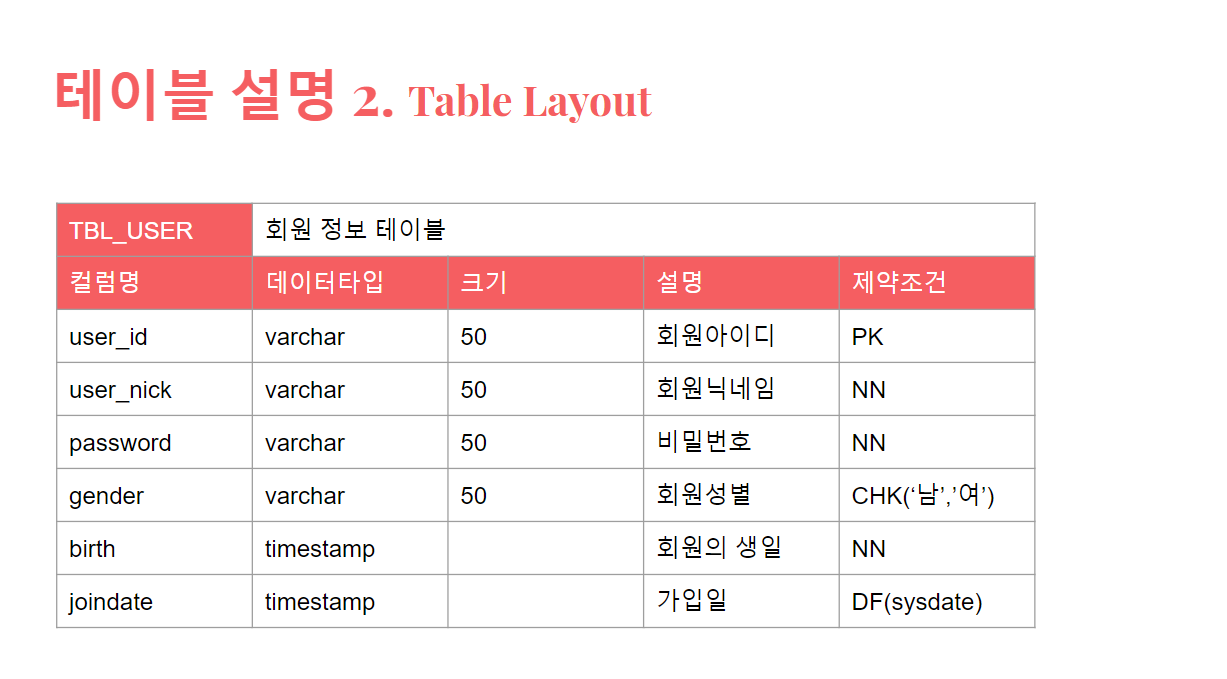 테이블 설명 2. Table Layout
TBL_USER 회원 정보 테이블
컬럼명 데이터타입 크기 설명 제약조건
user_id varchar 50 회원아이디 PK
user_nick varchar 50 회원닉네임 NN
password varchar 50 비밀번호 NN
gender varchar 50 회원성별 CHK(‘남’,’여’)
birth timestamp 회원의 생일 NN
joindate timestamp 가입일 DF(sysdate)